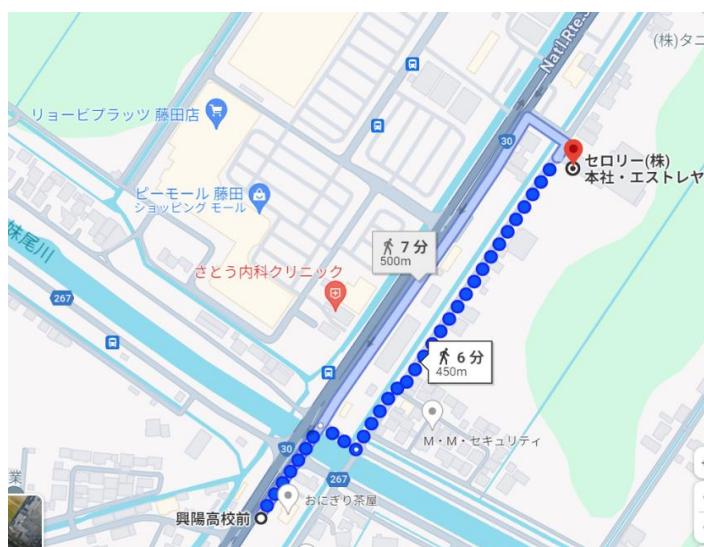 (株)タニ
Nat'l.Rte.3
リョービプラッツ 藤田店
30
セロリー(株)
本社・エストレヤ
ピーモール 藤田
ショッピング モール
妹尾川
7 分
500m
さとう内科クリニック
267
6 分
450m
M・M・セキュリティ
30
267
業
おにぎり茶屋
興陽高校前